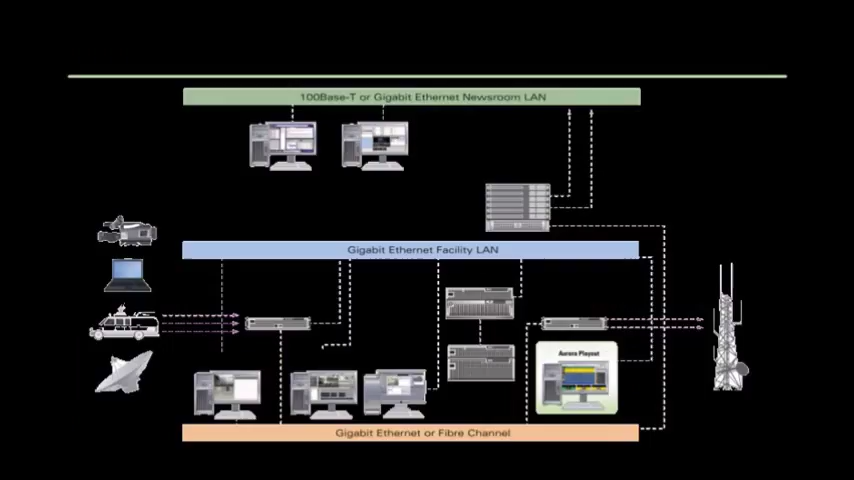 100Base-T or Gigabit Ethernet Newsroom LAN
Gigabit Ethernet Facility LAN
Aurora Playout
Gigabit Ethernet or Fibre Channel